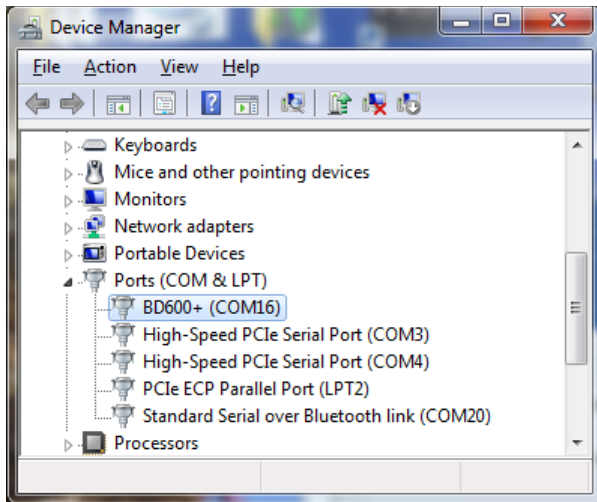 Device Manager
File Action View Help
Keyboards
Mice and other pointing devices
Monitors
Network adapters
Portable Devices
Ports (COM & LPT)
BD600+ (COM16)
High-Speed PCIe Serial Port (COM3)
High-Speed PCIe Serial Port (COM4)
PCIe ECP Parallel Port (LPT2)
Standard Serial over Bluetooth link (COM20)
Processors